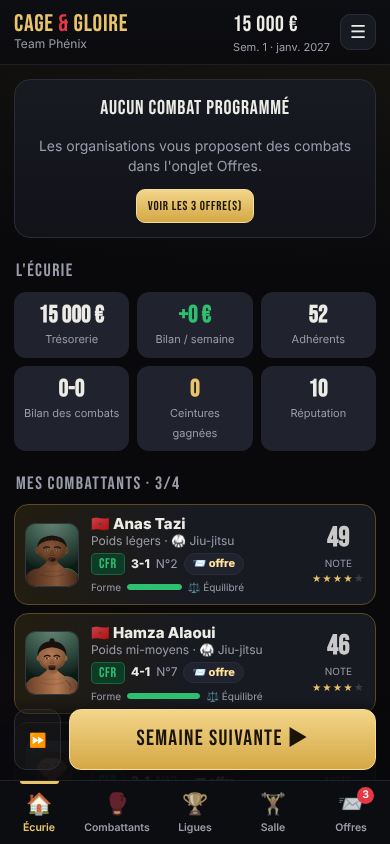 CAGE & GLOIRE
Team Phénix
15 000 €
Sem. 1 · janv. 2027
AUCUN COMBAT PROGRAMMÉ
Les organisations vous proposent des combats
dans l'onglet Offres.
VOIR LES 3 OFFRE(S)
L'ÉCURIE
15 000 €
Trésorerie
+0 €
Bilan / semaine
52
Adhérents
0-0
Bilan des combats
0
Ceintures
gagnées
10
Réputation
MES COMBATTANTS · 3/4
Anas Tazi
Poids légers · Jiu-jitsu
CFR 3-1 N°2 offre
Forme Équilibré
49
NOTE
Hamza Alaoui
Poids mi-moyens · Jiu-jitsu
CFR 4-1 N°7 offre
Forme Équilibré
46
NOTE
SEMAINE SUIVANTE
Écurie
Combattants
Ligues
Salle
3
Offres